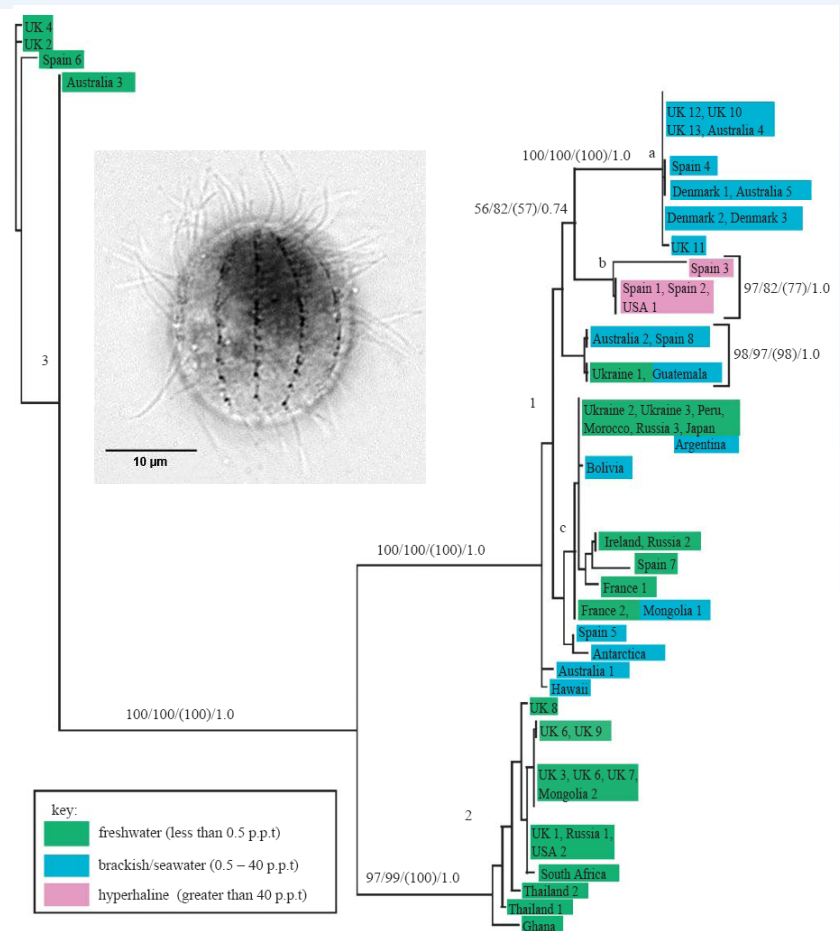 UK 4
UK 2
Spain 6
Australia 3
UK 12, UK 10
UK 13, Australia 4
100/100/(100)/1.0
a
Spain 4
Denmark 1, Australia 5
56/82/(57)/0.74
Denmark 2, Denmark 3
UK 11
b
Spain 3
Spain 1, Spain 2,
USA 1
97/82/(77)/1.0
Australia 2, Spain 8
98/97/(98)/1.0
Ukraine 1, Guatemala
3
10 µm
1
Ukraine 2, Ukraine 3, Peru,
Morocco, Russia 3, Japan
Argentina
Bolivia
c
Ireland, Russia 2
100/100/(100)/1.0
Spain 7
France 1
France 2, Mongolia 1
Spain 5
Antarctica
Australia 1
Hawaii
100/100/(100)/1.0
UK 8
UK 6, UK 9
UK 3, UK 6, UK 7,
Mongolia 2
2
UK 1, Russia 1,
USA 2
South Africa
97/99/(100)/1.0
Thailand 2
Thailand 1
Ghana
key:
freshwater (less than 0.5 p.p.t)
brackish/seawater (0.5 – 40 p.p.t)
hyperhaline (greater than 40 p.p.t)